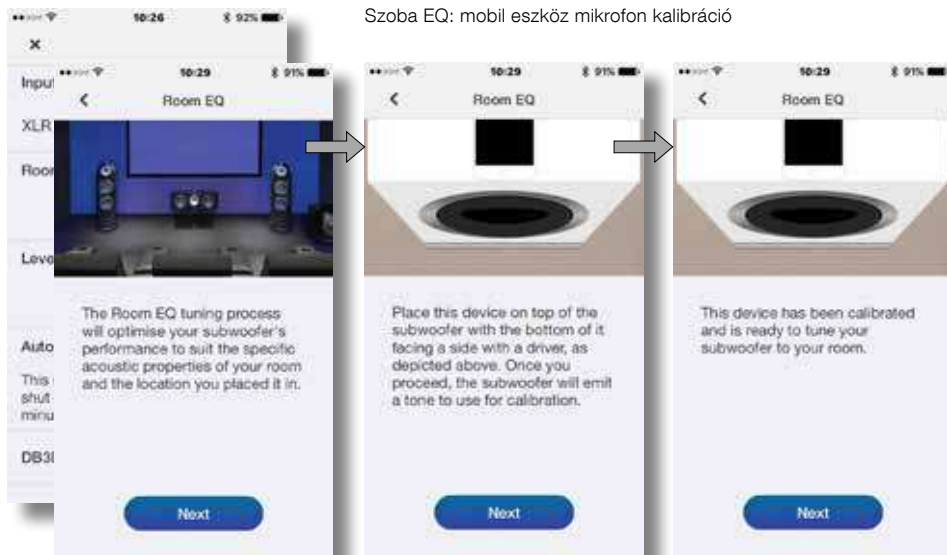 Szoba EQ: mobil eszköz mikrofon kalibráció
10:26
92%
×
Input
XLR
Room
Leve
Auto
This
shut
minu
10:29
91%
Room EQ
The Room EQ tuning process
will optimise your subwoofer's
performance to suit the specific
acoustic properties of your room
and the location you placed it in.
Next
10:29
91%
Room EQ
Place this device on top of the
subwoofer with the bottom of it
facing a side with a driver, as
depicted above. Once you
proceed, the subwoofer will emit
a tone to use for calibration.
Next
10:29
91%
Room EQ
This device has been calibrated
and is ready to tune your
subwoofer to your room.
Next